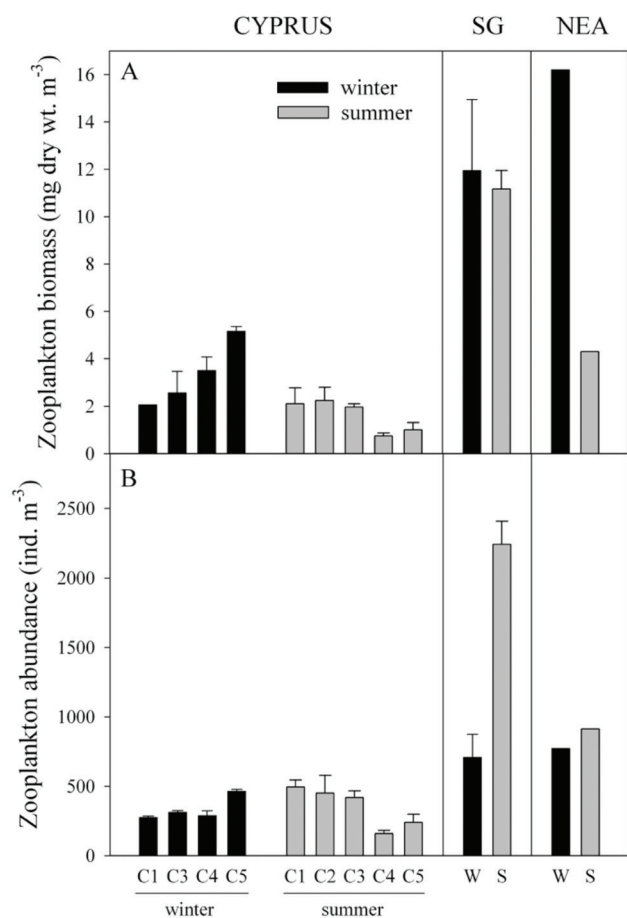 CYPRUS SG NEA
A
winter
summer
Zooplankton biomass (mg dry wt. m⁻³)
16
14
12
10
8
6
4
2
0
B
Zooplankton abundance (ind. m⁻³)
2500
2000
1500
1000
500
0
C1 C3 C4 C5 C1 C2 C3 C4 C5 W S W S
winter summer